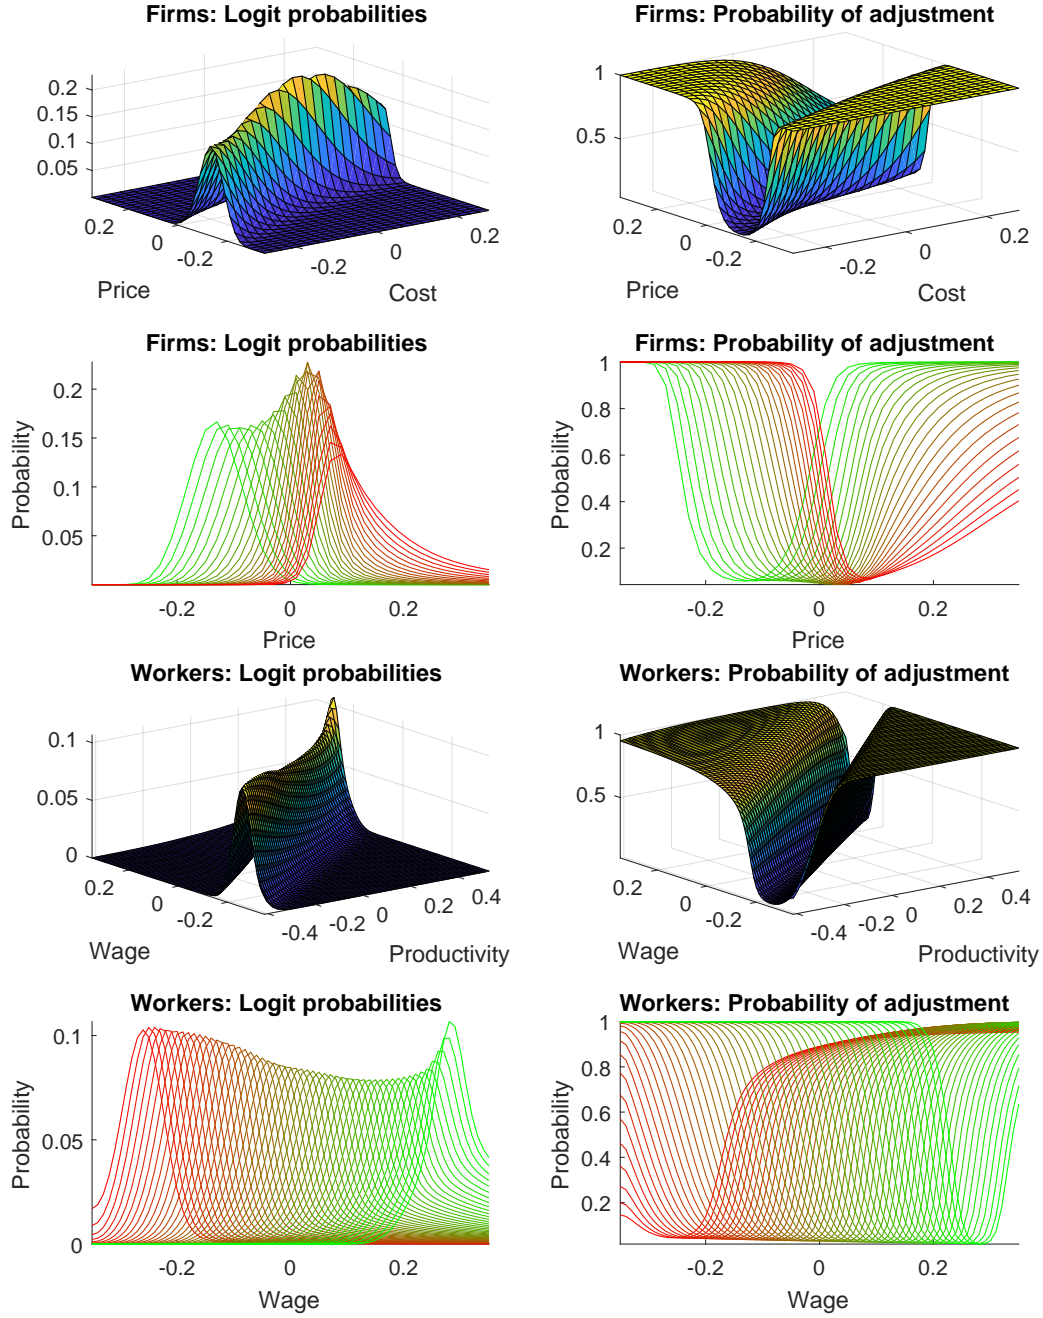 Firms: Logit probabilities
0.2
0.15
0.1
0.05
0.2
0
-0.2
Price
-0.2
0
0.2
Cost
Firms: Probability of adjustment
1
0.5
0.2
0
-0.2
Price
-0.2
0
0.2
Cost
Firms: Logit probabilities
Probability
0.2
0.15
0.1
0.05
-0.2 0 0.2
Price
Firms: Probability of adjustment
Probability
1
0.8
0.6
0.4
0.2
-0.2 0 0.2
Price
Workers: Logit probabilities
0.1
0.05
0
0.2
0
-0.2
Wage
-0.4
-0.2
0
0.2
0.4
Productivity
Workers: Probability of adjustment
1
0.5
0.2
0
-0.2
Wage
-0.4
-0.2
0
0.2
0.4
Productivity
Workers: Logit probabilities
Probability
0.1
0.05
0
-0.2 0 0.2
Wage
Workers: Probability of adjustment
Probability
1
0.8
0.6
0.4
0.2
-0.2 0 0.2
Wage